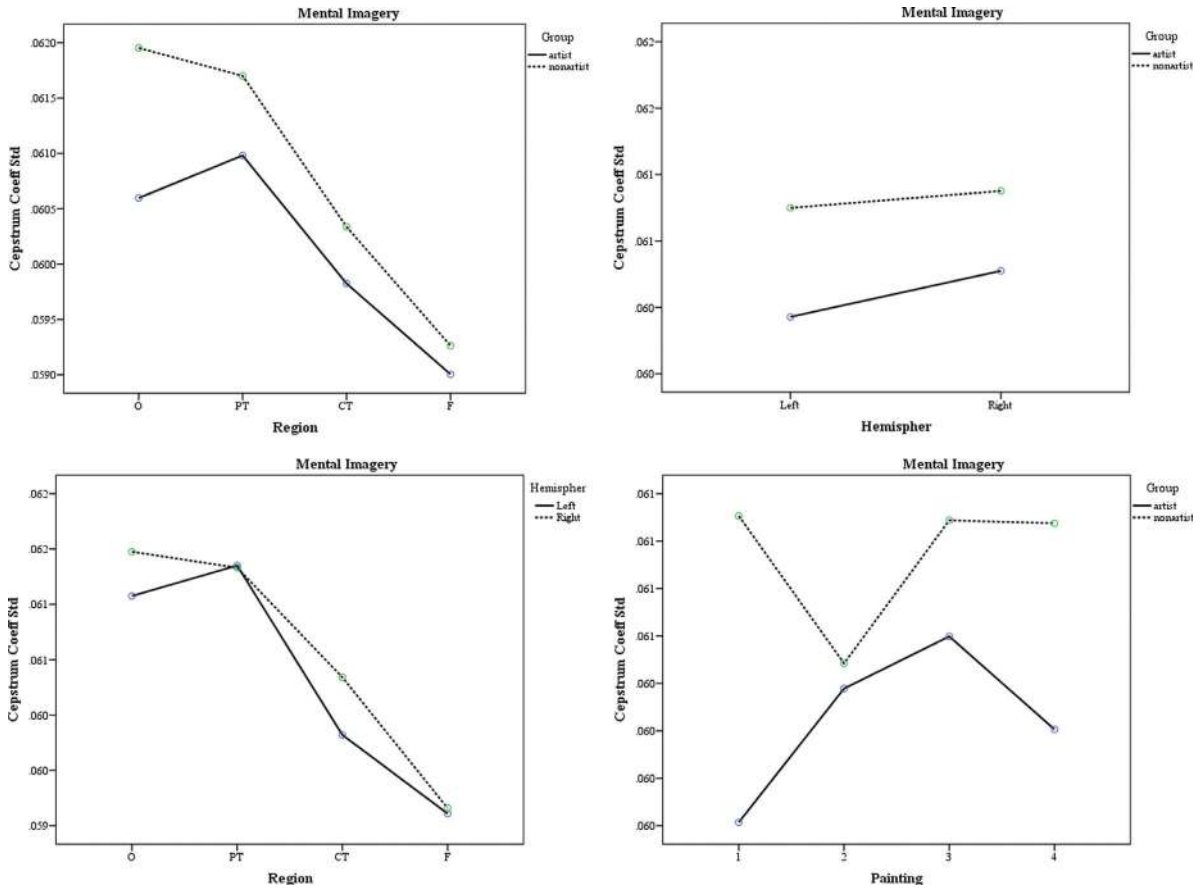 Mental Imagery
Group
artist
nonartist
.0620
.0615
.0610
.0605
.0600
.0595
.0590
Cepstrum Coeff Std
O PT CT F
Region
Mental Imagery
Group
artist
nonartist
.062
.062
.061
.061
.060
.060
Cepstrum Coeff Std
Left Right
Hemispher
Mental Imagery
Hemispher
Left
Right
.062
.062
.061
.061
.060
.060
.059
Cepstrum Coeff Std
O PT CT F
Region
Mental Imagery
Group
artist
nonartist
.061
.061
.061
.061
.060
.060
.060
.060
Cepstrum Coeff Std
1 2 3 4
Painting